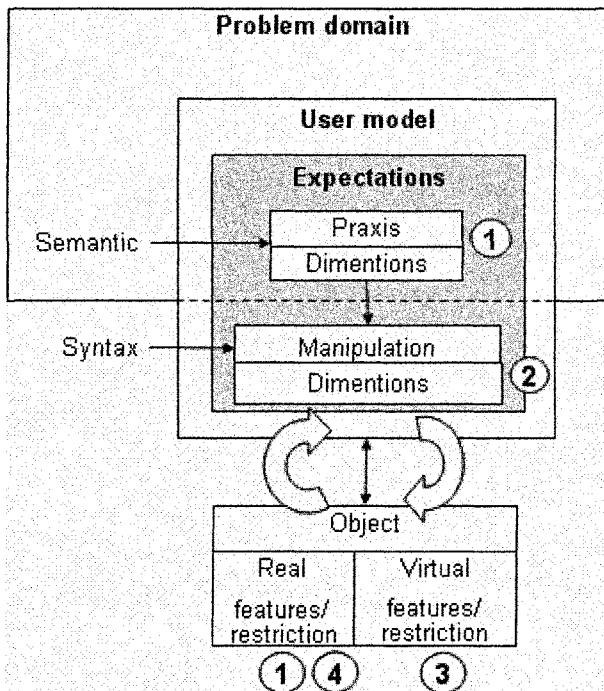 Problem domain
User model
Expectations
Praxis
1
Semantic
Dimentions
Syntax
Manipulation
2
Dimentions
Object
Real
Virtual
features/
restriction
features/
restriction
1 4
3